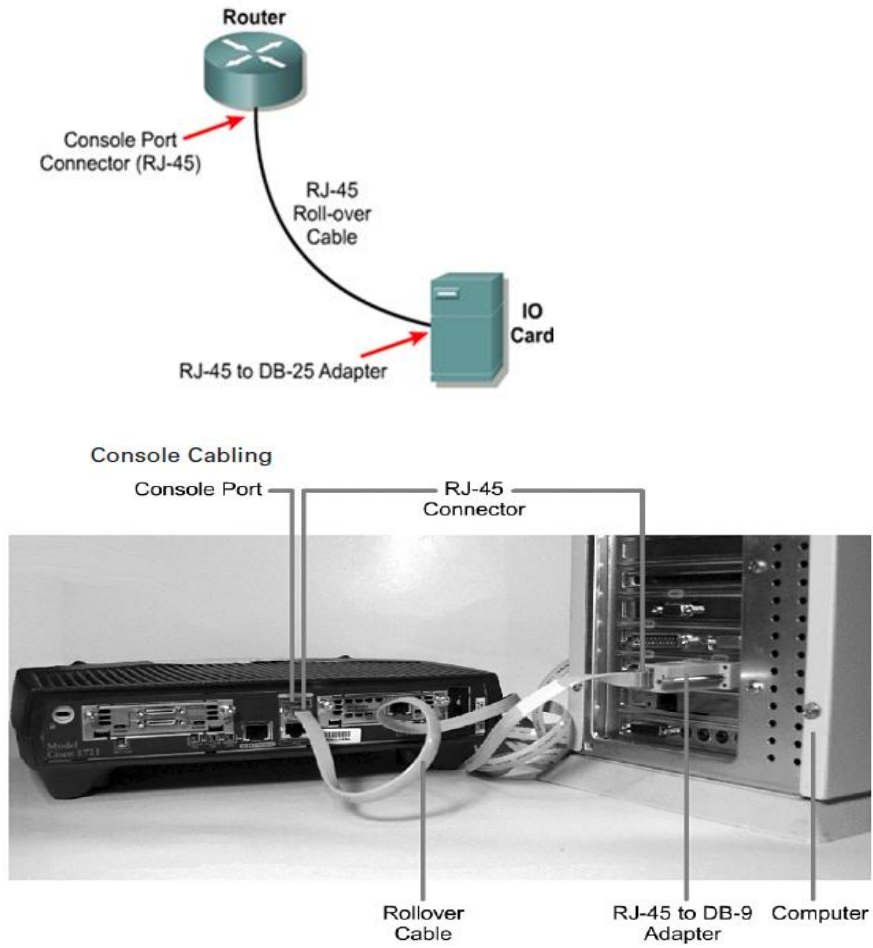 Router
Console Port
Connector (RJ-45)
RJ-45
Roll-over
Cable
IO
Card
RJ-45 to DB-25 Adapter
Console Cabling
Console Port
RJ-45
Connector
Model
Cisco 1721
Rollover
Cable
RJ-45 to DB-9
Adapter
Computer